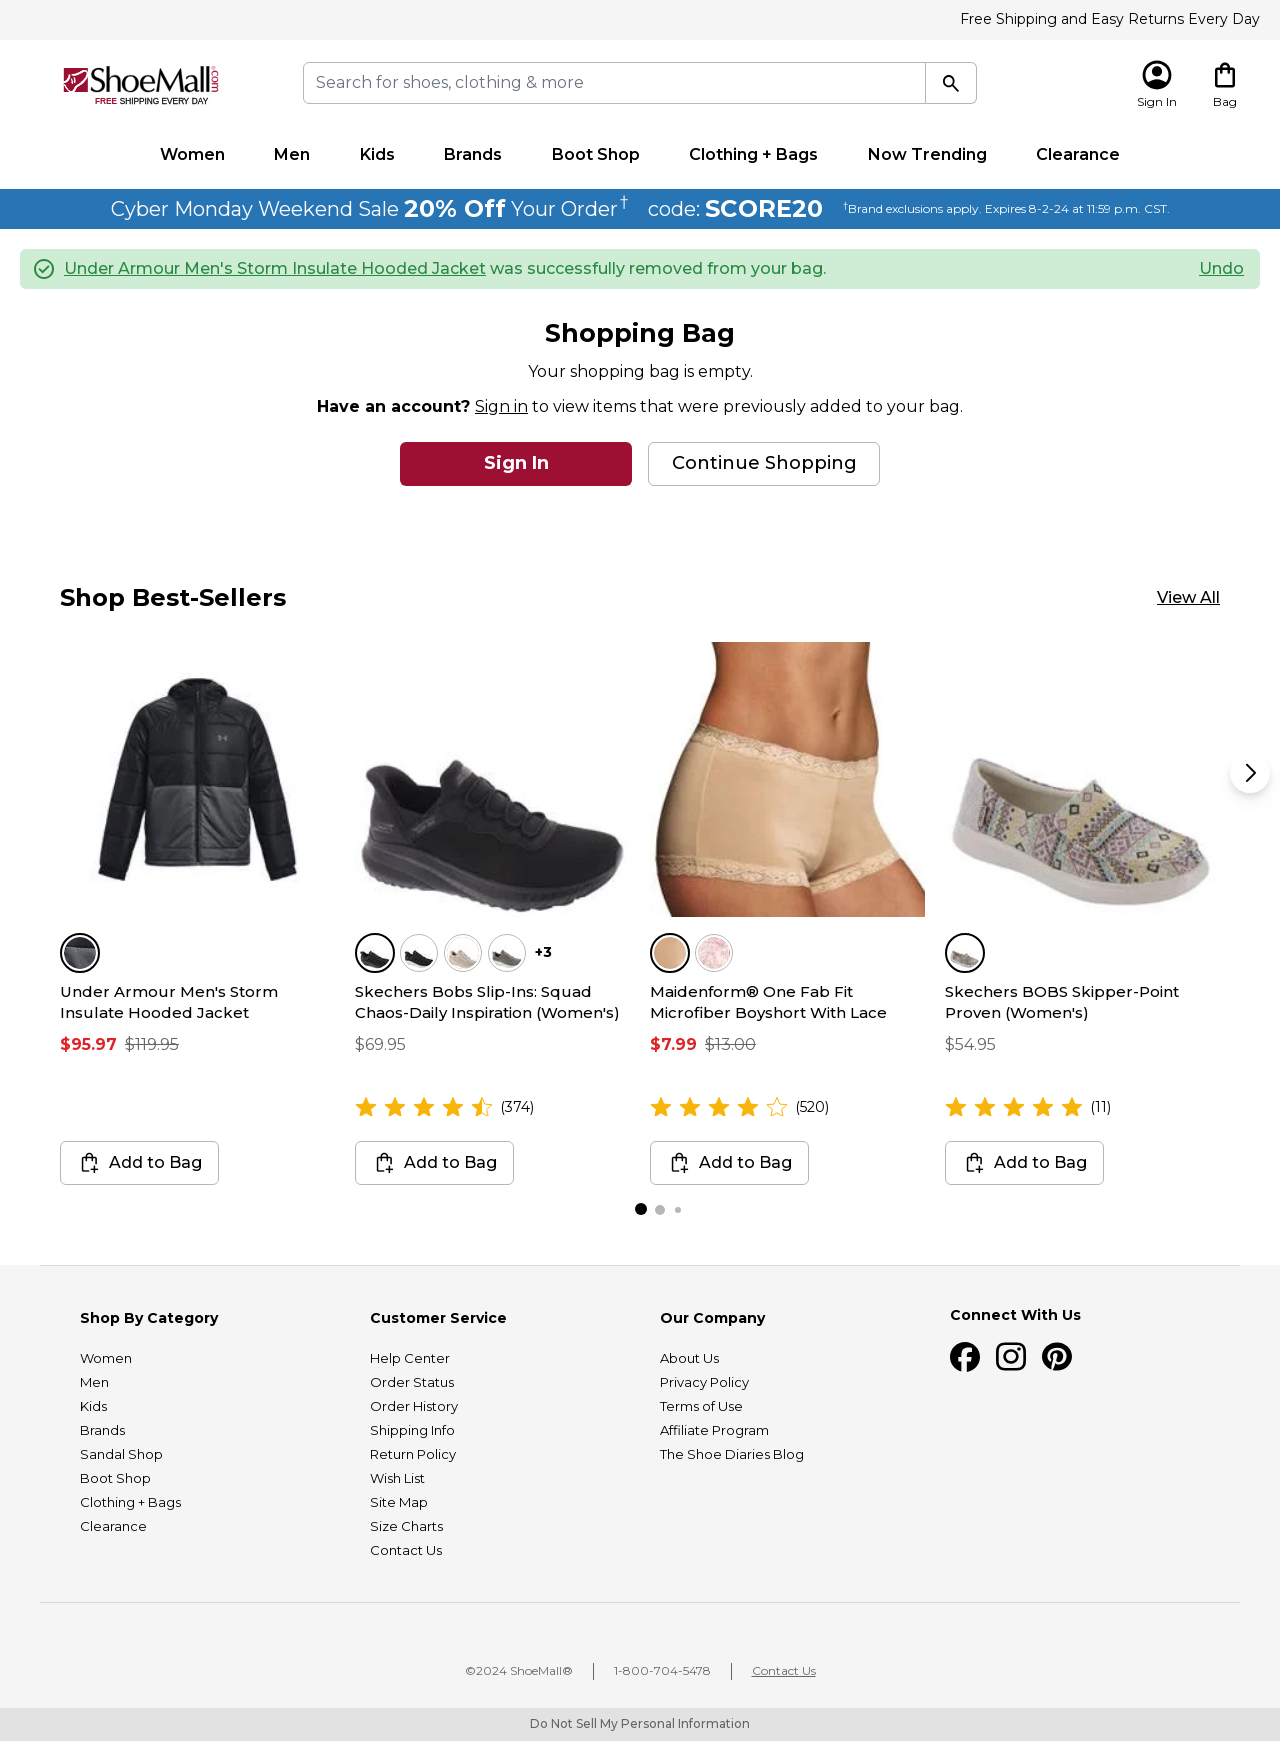 Free Shipping and Easy Returns Every Day
ShoeMall®.com
FREE SHIPPING EVERY DAY
Search for shoes, clothing & more
Sign In
Bag
Women
Men
Kids
Brands
Boot Shop
Clothing + Bags
Now Trending
Clearance
Cyber Monday Weekend Sale 20% Off Your Order† code: SCORE20 †Brand exclusions apply. Expires 8-2-24 at 11:59 p.m. CST.
Under Armour Men's Storm Insulate Hooded Jacket was successfully removed from your bag.
Undo
Shopping Bag
Your shopping bag is empty.
Have an account? Sign in to view items that were previously added to your bag.
Sign In
Continue Shopping
Shop Best-Sellers
View All
Under Armour Men's Storm
Insulate Hooded Jacket
$95.97 $119.95
Add to Bag
+3
Skechers Bobs Slip-Ins: Squad
Chaos-Daily Inspiration (Women's)
$69.95
(374)
Add to Bag
Maidenform® One Fab Fit
Microfiber Boyshort With Lace
$7.99 $13.00
(520)
Add to Bag
Skechers BOBS Skipper-Point
Proven (Women's)
$54.95
(11)
Add to Bag
Shop By Category
Women
Men
Kids
Brands
Sandal Shop
Boot Shop
Clothing + Bags
Clearance
Customer Service
Help Center
Order Status
Order History
Shipping Info
Return Policy
Wish List
Site Map
Size Charts
Contact Us
Our Company
About Us
Privacy Policy
Terms of Use
Affiliate Program
The Shoe Diaries Blog
Connect With Us
©2024 ShoeMall®
1-800-704-5478
Contact Us
Do Not Sell My Personal Information